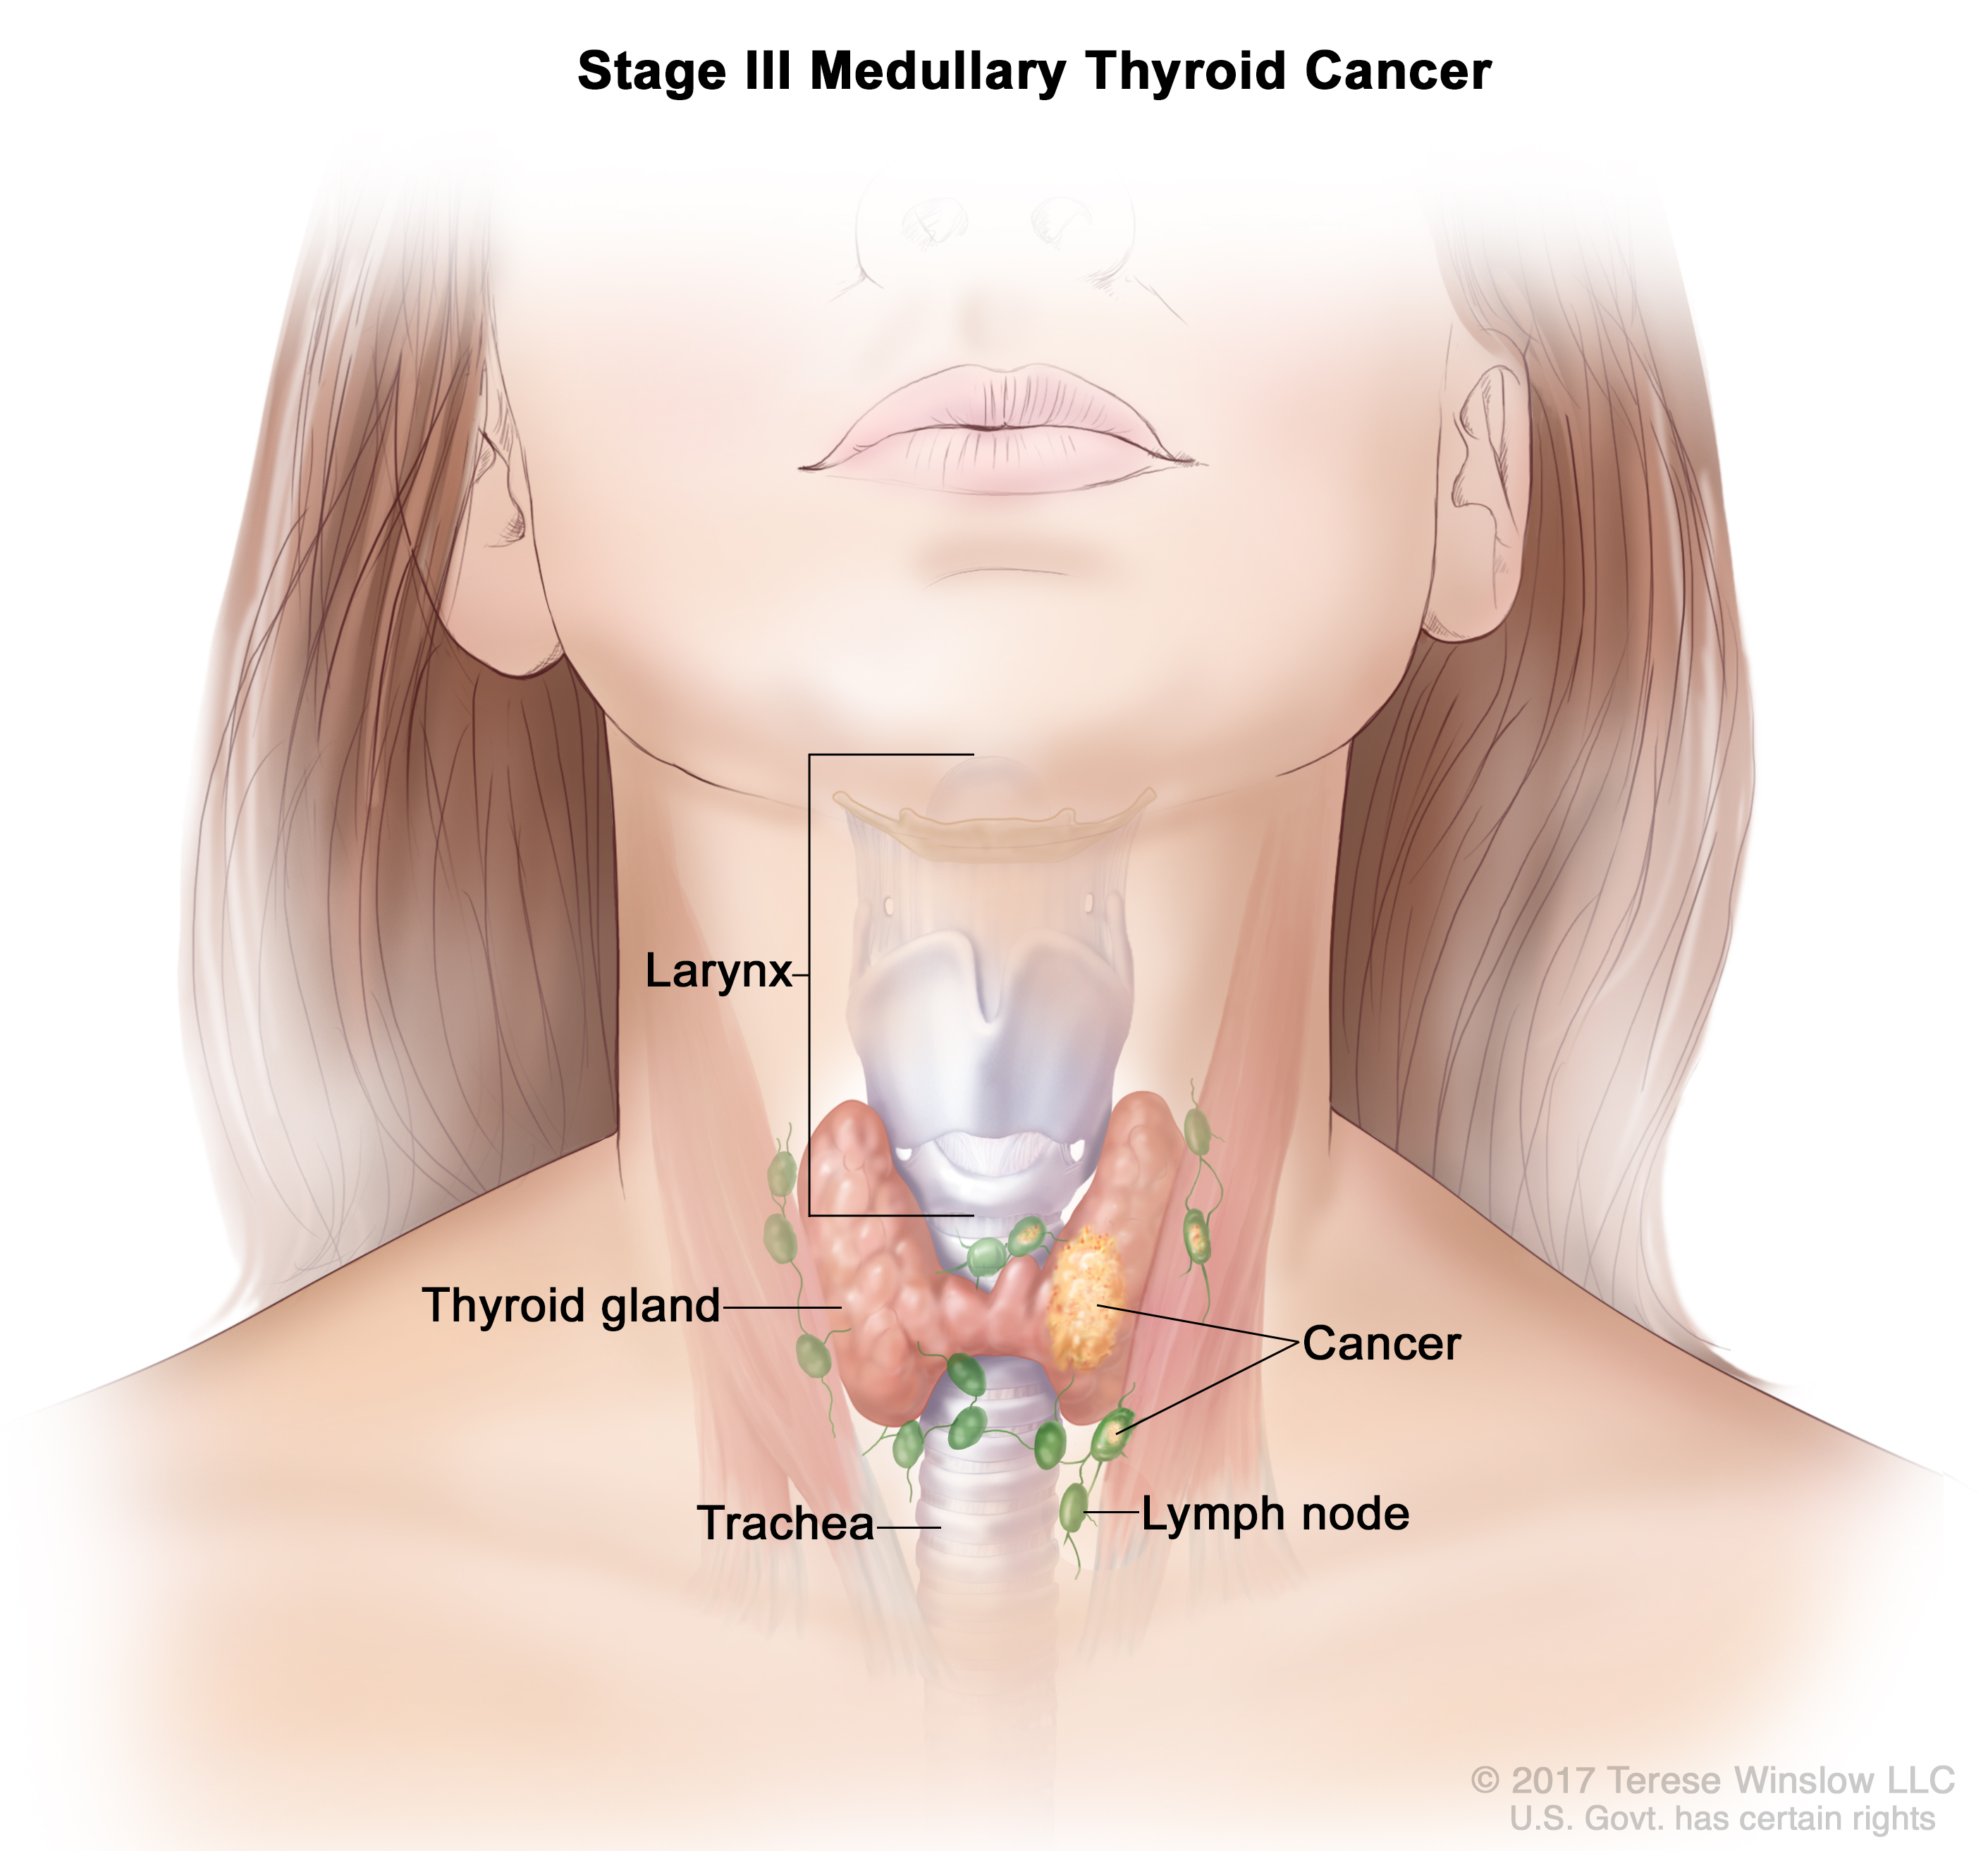 Stage III Medullary Thyroid Cancer
Larynx
Thyroid gland
Cancer
Trachea
Lymph node
© 2017 Terese Winslow LLC
U.S. Govt. has certain rights